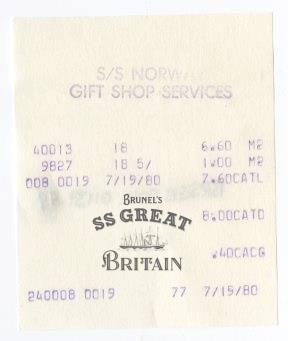 S/S NORWAY
GIFT SHOP SERVICES
40013 18 6.60 M2
9827 18 5/ 1.00 M2
008 0019 7/19/80 7.60CATL
BRUNEL'S
SS GREAT
BRITAIN
8.00CATD
.40CACG
240008 0019 77 7/19/80